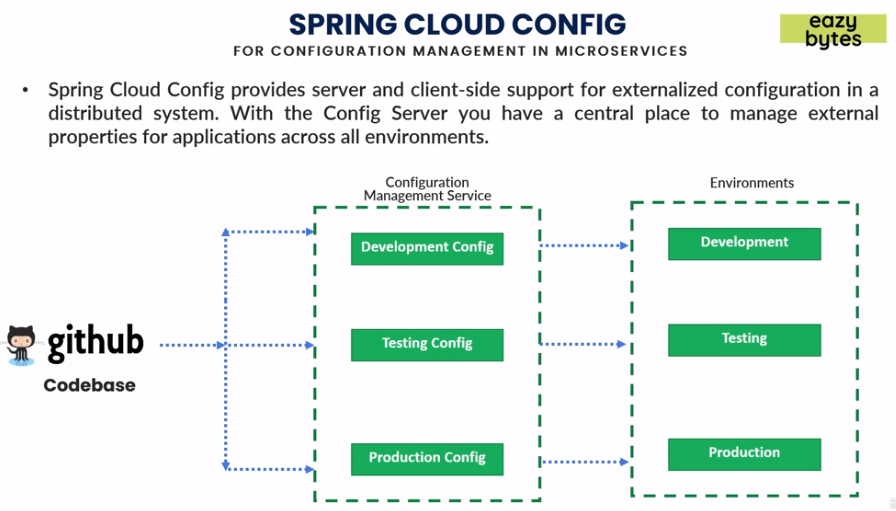 SPRING CLOUD CONFIG
eazy
bytes
FOR CONFIGURATION MANAGEMENT IN MICROSERVICES
• Spring Cloud Config provides server and client-side support for externalized configuration in a
distributed system. With the Config Server you have a central place to manage external
properties for applications across all environments.
Configuration
Management Service
Environments
Development Config
Development
github
Codebase
Testing Config
Testing
Production Config
Production